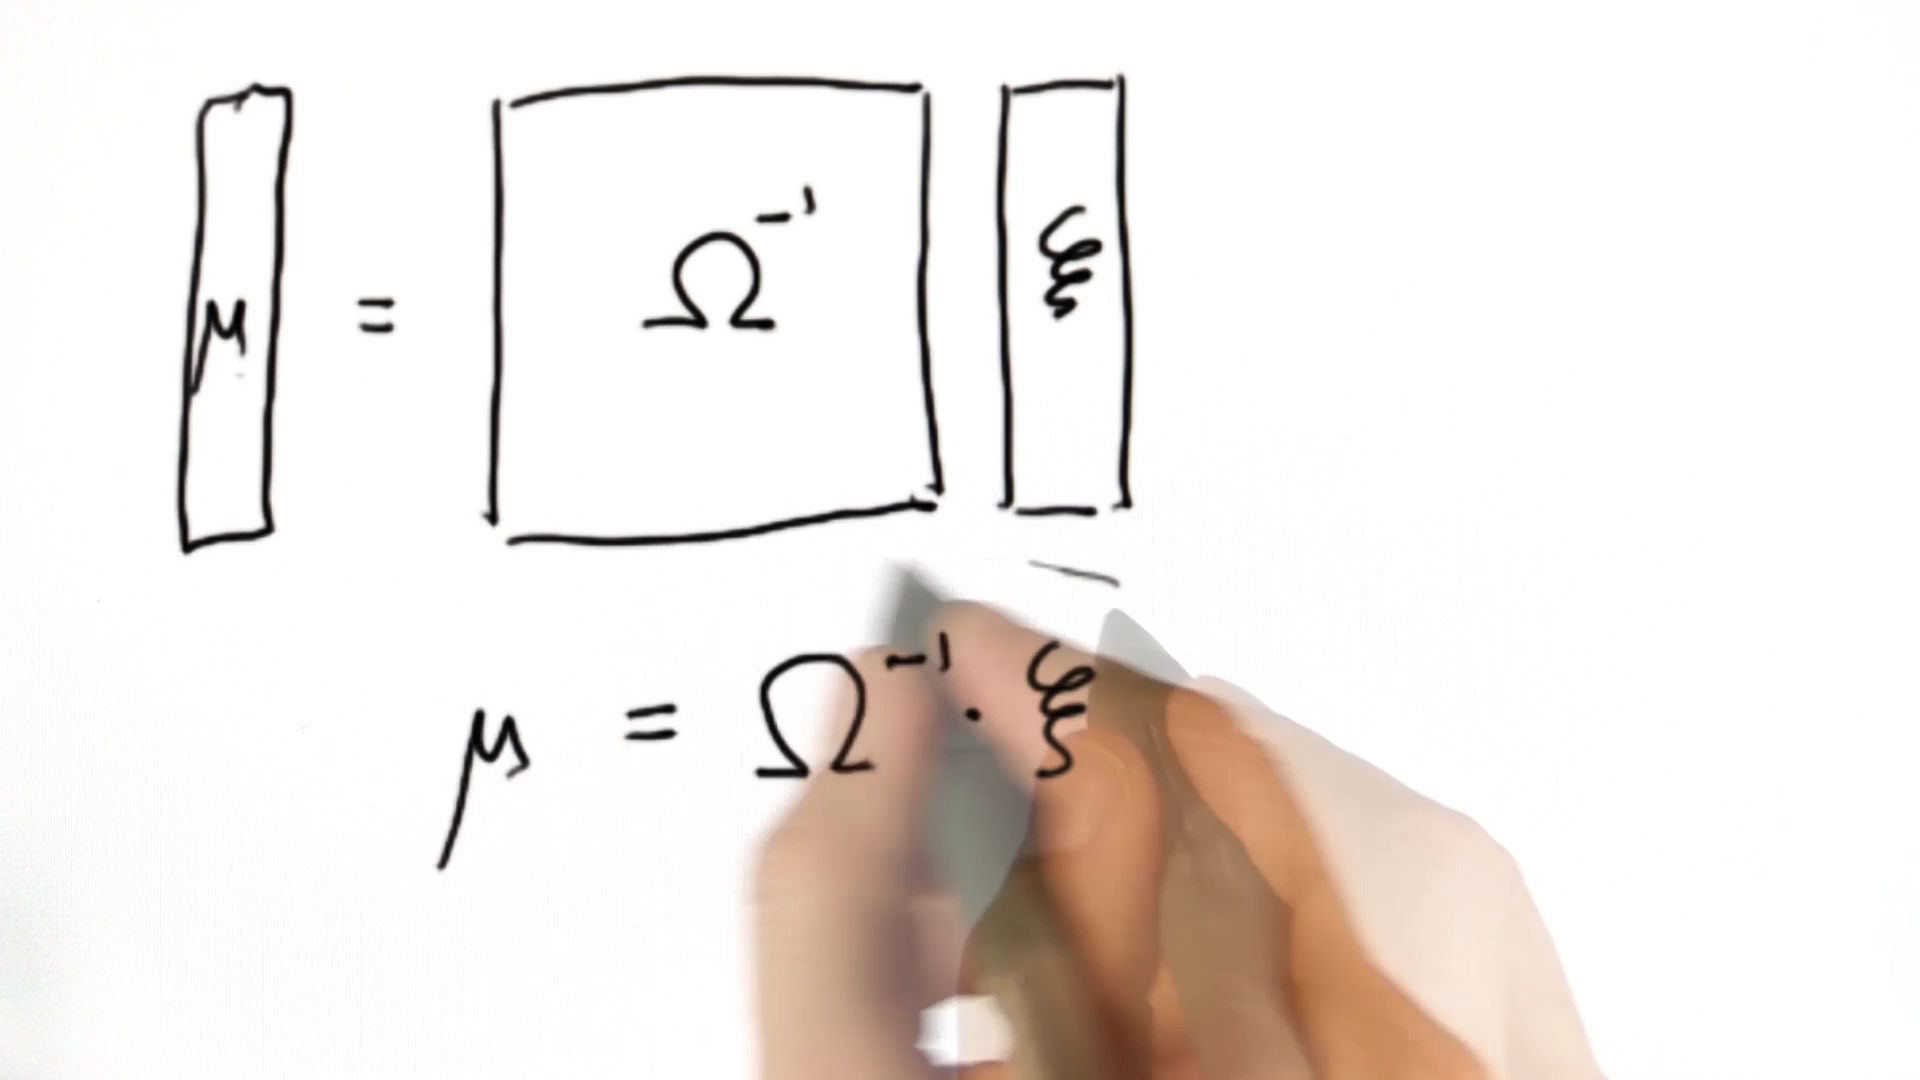 μ = Ω⁻¹ ξ
μ = Ω⁻¹ · ξ